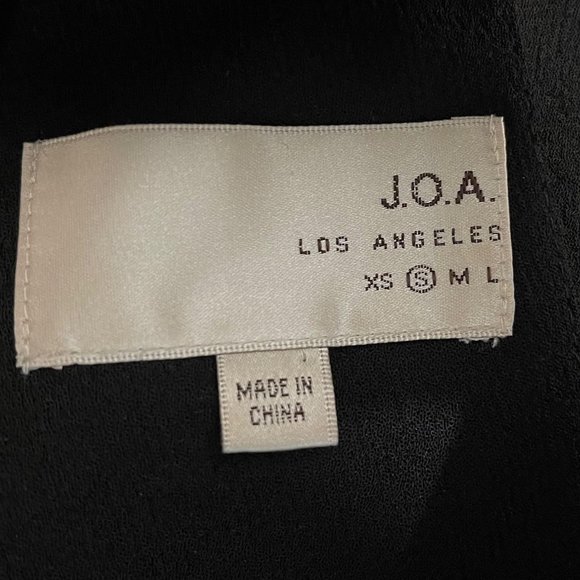 J.O.A.
LOS ANGELES
XS S M L
MADE IN
CHINA